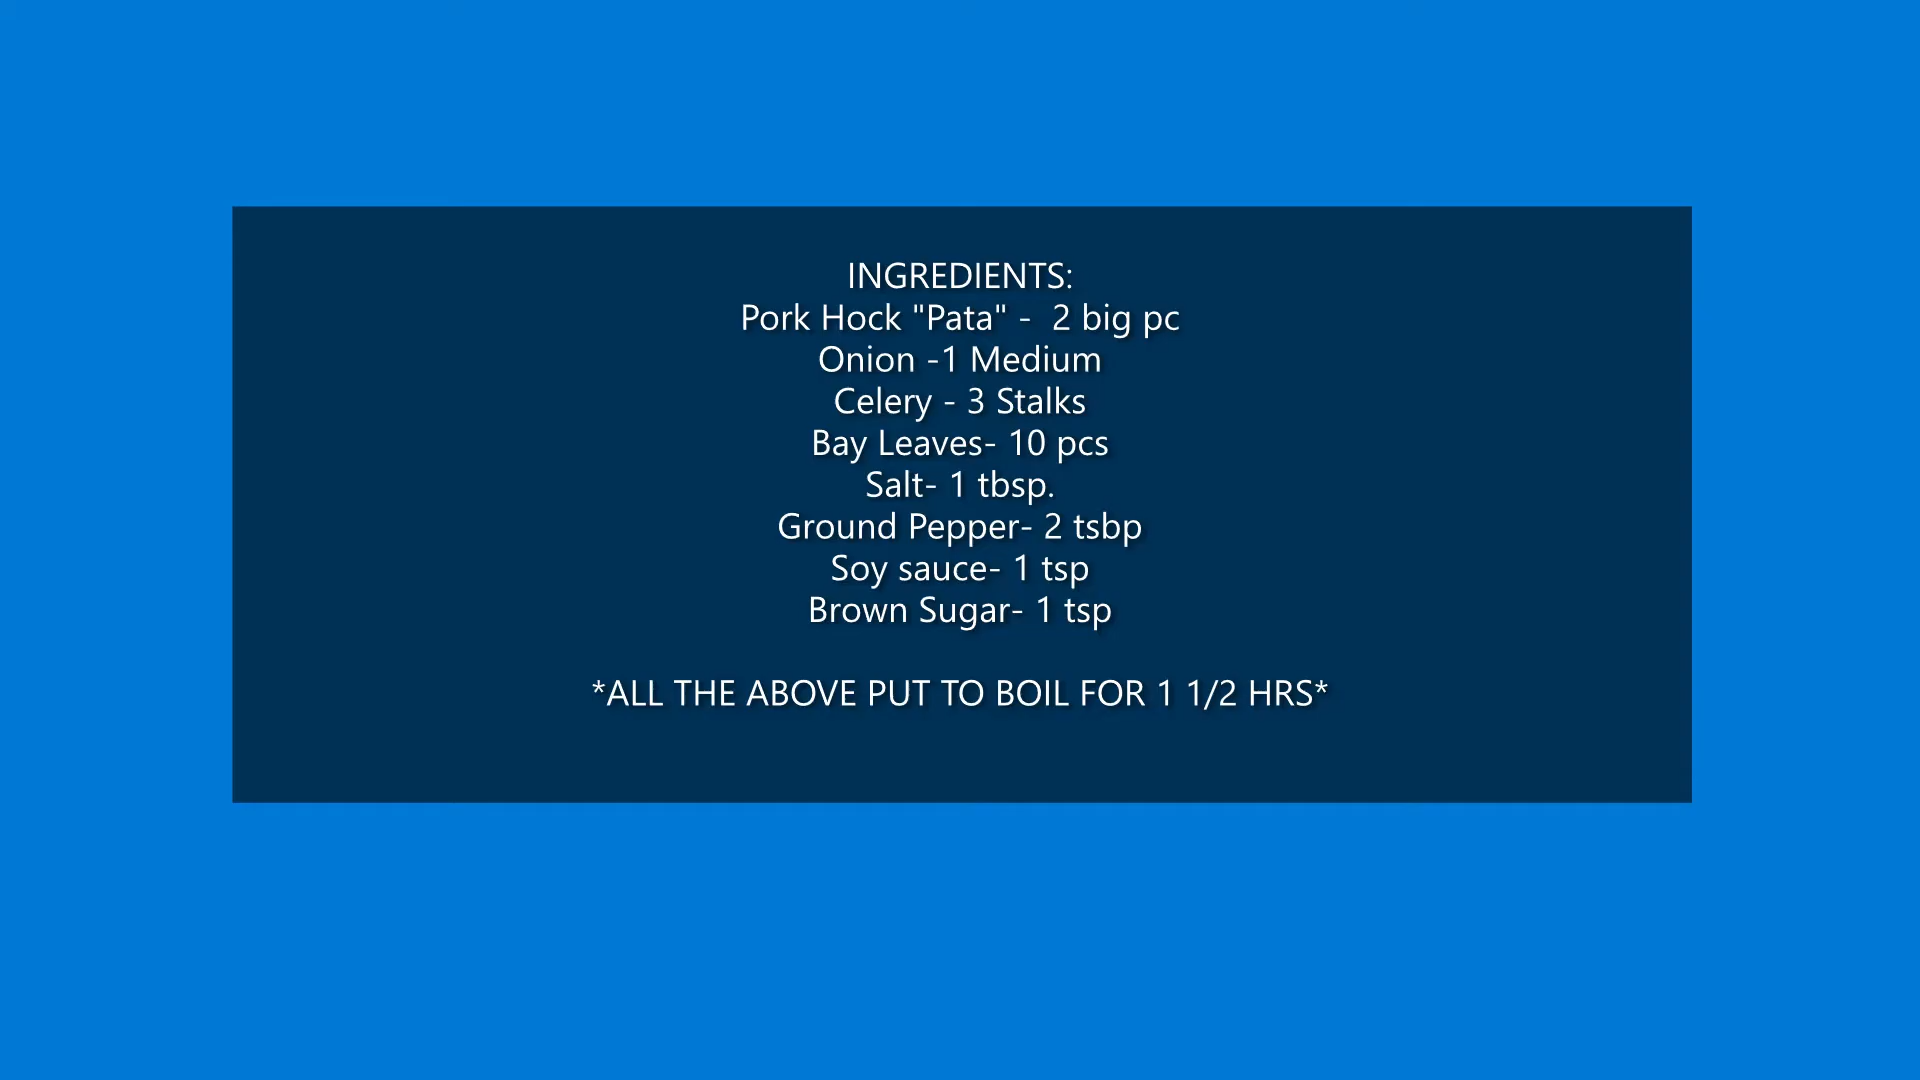 INGREDIENTS:
Pork Hock "Pata" -  2 big pc
Onion -1 Medium
Celery - 3 Stalks
Bay Leaves- 10 pcs
Salt- 1 tbsp.
Ground Pepper- 2 tsbp
Soy sauce- 1 tsp
Brown Sugar- 1 tsp
*ALL THE ABOVE PUT TO BOIL FOR 1 1/2 HRS*